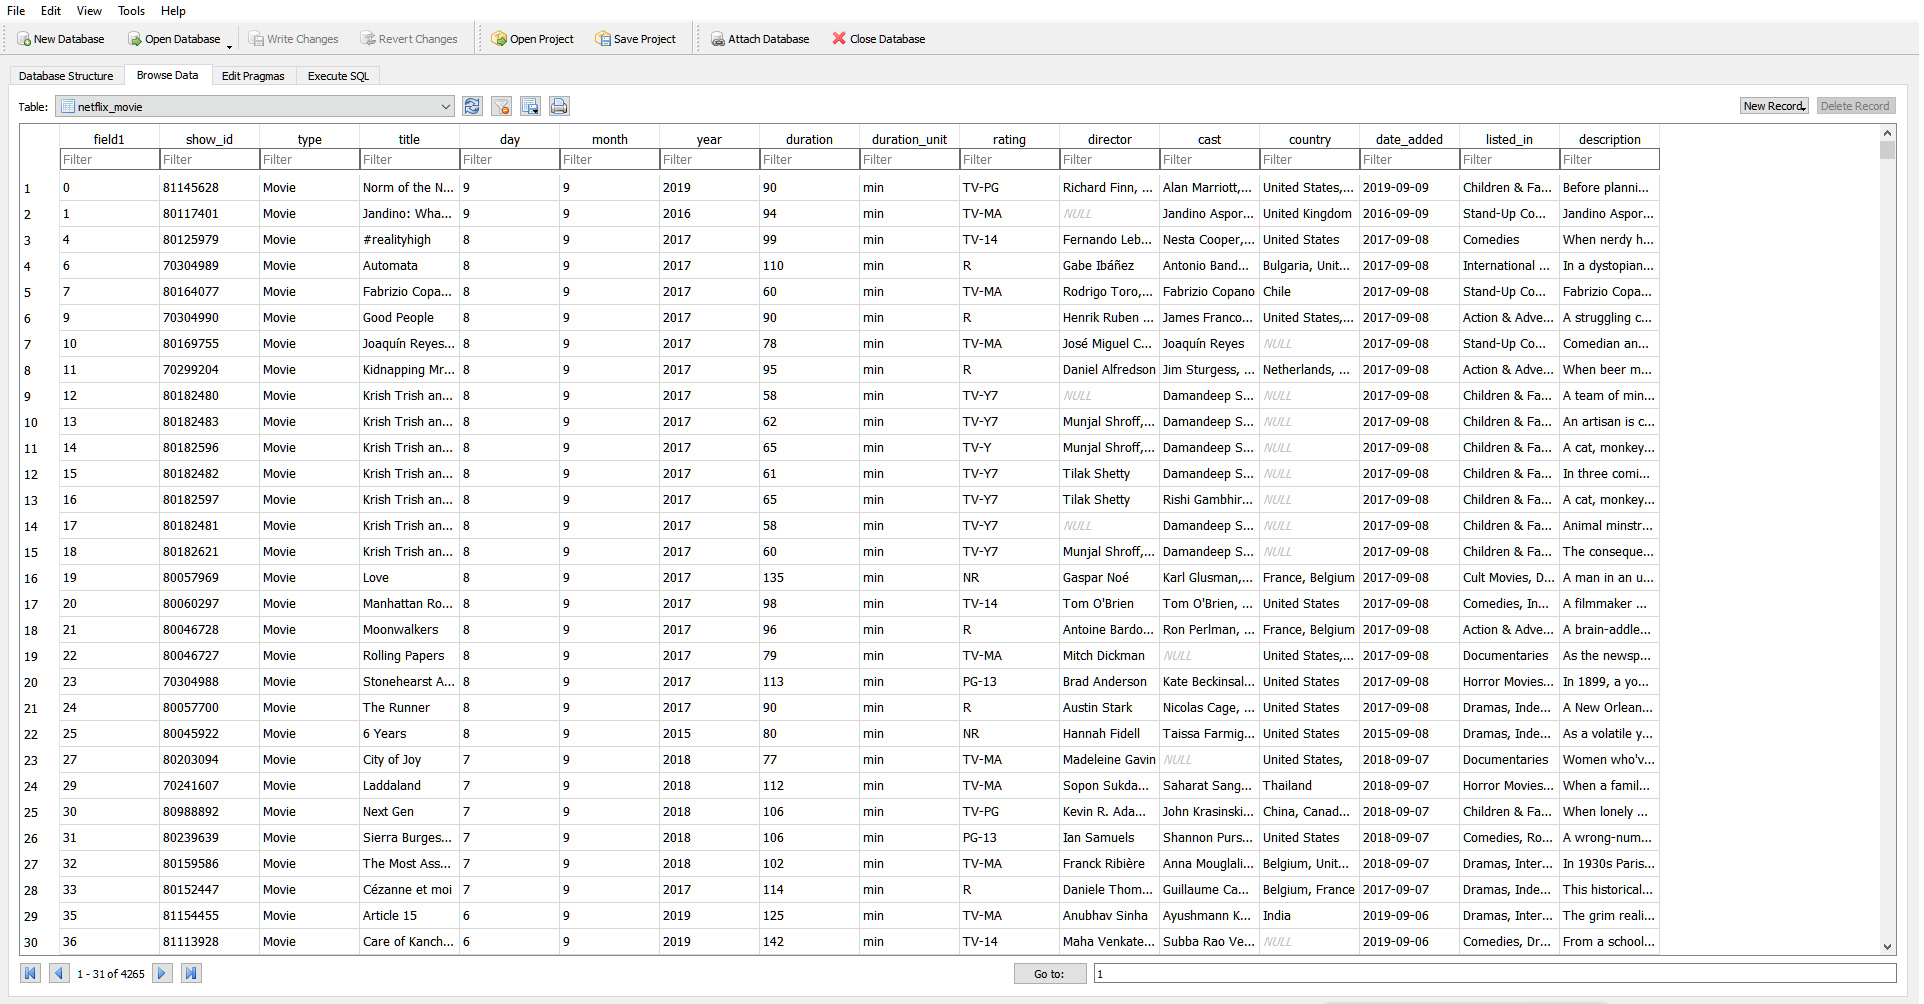 File Edit View Tools Help
New Database Open Database Write Changes Revert Changes Open Project Save Project Attach Database Close Database
Database Structure Browse Data Edit Pragmas Execute SQL
Table: netflix_movie New Record Delete Record
field1 show_id type title day month year duration duration_unit rating director cast country date_added listed_in description
Filter Filter Filter Filter Filter Filter Filter Filter Filter Filter Filter Filter Filter Filter Filter Filter
1 0 81145628 Movie Norm of the N... 9 9 2019 90 min TV-PG Richard Finn, ... Alan Marriott,... United States,... 2019-09-09 Children & Fa... Before planni...
2 1 80117401 Movie Jandino: Wha... 9 9 2016 94 min TV-MA NULL Jandino Aspor... United Kingdom 2016-09-09 Stand-Up Co... Jandino Aspor...
3 4 80125979 Movie #realityhigh 8 9 2017 99 min TV-14 Fernando Leb... Nesta Cooper,... United States 2017-09-08 Comedies When nerdy h...
4 6 70304989 Movie Automata 8 9 2017 110 min R Gabe Ibáñez Antonio Band... Bulgaria, Unit... 2017-09-08 International ... In a dystopian...
5 7 80164077 Movie Fabrizio Copa... 8 9 2017 60 min TV-MA Rodrigo Toro,... Fabrizio Copano Chile 2017-09-08 Stand-Up Co... Fabrizio Copa...
6 9 70304990 Movie Good People 8 9 2017 90 min R Henrik Ruben ... James Franco... United States,... 2017-09-08 Action & Adve... A struggling c...
7 10 80169755 Movie Joaquín Reyes... 8 9 2017 78 min TV-MA José Miguel C... Joaquín Reyes NULL 2017-09-08 Stand-Up Co... Comedian an...
8 11 70299204 Movie Kidnapping Mr... 8 9 2017 95 min R Daniel Alfredson Jim Sturgess, ... Netherlands, ... 2017-09-08 Action & Adve... When beer m...
9 12 80182480 Movie Krish Trish an... 8 9 2017 58 min TV-Y7 NULL Damandeep S... NULL 2017-09-08 Children & Fa... A team of min...
10 13 80182483 Movie Krish Trish an... 8 9 2017 62 min TV-Y7 Munjal Shroff,... Damandeep S... NULL 2017-09-08 Children & Fa... An artisan is c...
11 14 80182596 Movie Krish Trish an... 8 9 2017 65 min TV-Y Munjal Shroff,... Damandeep S... NULL 2017-09-08 Children & Fa... A cat, monkey...
12 15 80182482 Movie Krish Trish an... 8 9 2017 61 min TV-Y7 Tilak Shetty Damandeep S... NULL 2017-09-08 Children & Fa... In three comi...
13 16 80182597 Movie Krish Trish an... 8 9 2017 65 min TV-Y7 Tilak Shetty Rishi Gambhir... NULL 2017-09-08 Children & Fa... A cat, monkey...
14 17 80182481 Movie Krish Trish an... 8 9 2017 58 min TV-Y7 NULL Damandeep S... NULL 2017-09-08 Children & Fa... Animal minstr...
15 18 80182621 Movie Krish Trish an... 8 9 2017 60 min TV-Y7 Munjal Shroff,... Damandeep S... NULL 2017-09-08 Children & Fa... The conseque...
16 19 80057969 Movie Love 8 9 2017 135 min NR Gaspar Noé Karl Glusman,... France, Belgium 2017-09-08 Cult Movies, D... A man in an u...
17 20 80060297 Movie Manhattan Ro... 8 9 2017 98 min TV-14 Tom O'Brien Tom O'Brien, ... United States 2017-09-08 Comedies, In... A filmmaker ...
18 21 80046728 Movie Moonwalkers 8 9 2017 96 min R Antoine Bardo... Ron Perlman, ... France, Belgium 2017-09-08 Action & Adve... A brain-addle...
19 22 80046727 Movie Rolling Papers 8 9 2017 79 min TV-MA Mitch Dickman NULL United States,... 2017-09-08 Documentaries As the newsp...
20 23 70304988 Movie Stonehearst A... 8 9 2017 113 min PG-13 Brad Anderson Kate Beckinsal... United States 2017-09-08 Horror Movies... In 1899, a yo...
21 24 80057700 Movie The Runner 8 9 2017 90 min R Austin Stark Nicolas Cage, ... United States 2017-09-08 Dramas, Inde... A New Orlean...
22 25 80045922 Movie 6 Years 8 9 2015 80 min NR Hannah Fidell Taissa Farmig... United States 2015-09-08 Dramas, Inde... As a volatile y...
23 27 80203094 Movie City of Joy 7 9 2018 77 min TV-MA Madeleine Gavin NULL United States, 2018-09-07 Documentaries Women who'v...
24 29 70241607 Movie Laddaland 7 9 2018 112 min TV-MA Sopon Sukda... Saharat Sang... Thailand 2018-09-07 Horror Movies... When a famil...
25 30 80988892 Movie Next Gen 7 9 2018 106 min TV-PG Kevin R. Ada... John Krasinski... China, Canad... 2018-09-07 Children & Fa... When lonely ...
26 31 80239639 Movie Sierra Burges... 7 9 2018 106 min PG-13 Ian Samuels Shannon Purs... United States 2018-09-07 Comedies, Ro... A wrong-num...
27 32 80159586 Movie The Most Ass... 7 9 2018 102 min TV-MA Franck Ribière Anna Mouglali... Belgium, Unit... 2018-09-07 Dramas, Inter... In 1930s Paris...
28 33 80152447 Movie Cézanne et moi 7 9 2017 114 min R Daniele Thom... Guillaume Ca... Belgium, France 2017-09-07 Dramas, Inde... This historical...
29 35 81154455 Movie Article 15 6 9 2019 125 min TV-MA Anubhav Sinha Ayushmann K... India 2019-09-06 Dramas, Inter... The grim reali...
30 36 81113928 Movie Care of Kanch... 6 9 2019 142 min TV-14 Maha Venkate... Subba Rao Ve... NULL 2019-09-06 Comedies, Dr... From a school...
1 - 31 of 4265 Go to: 1